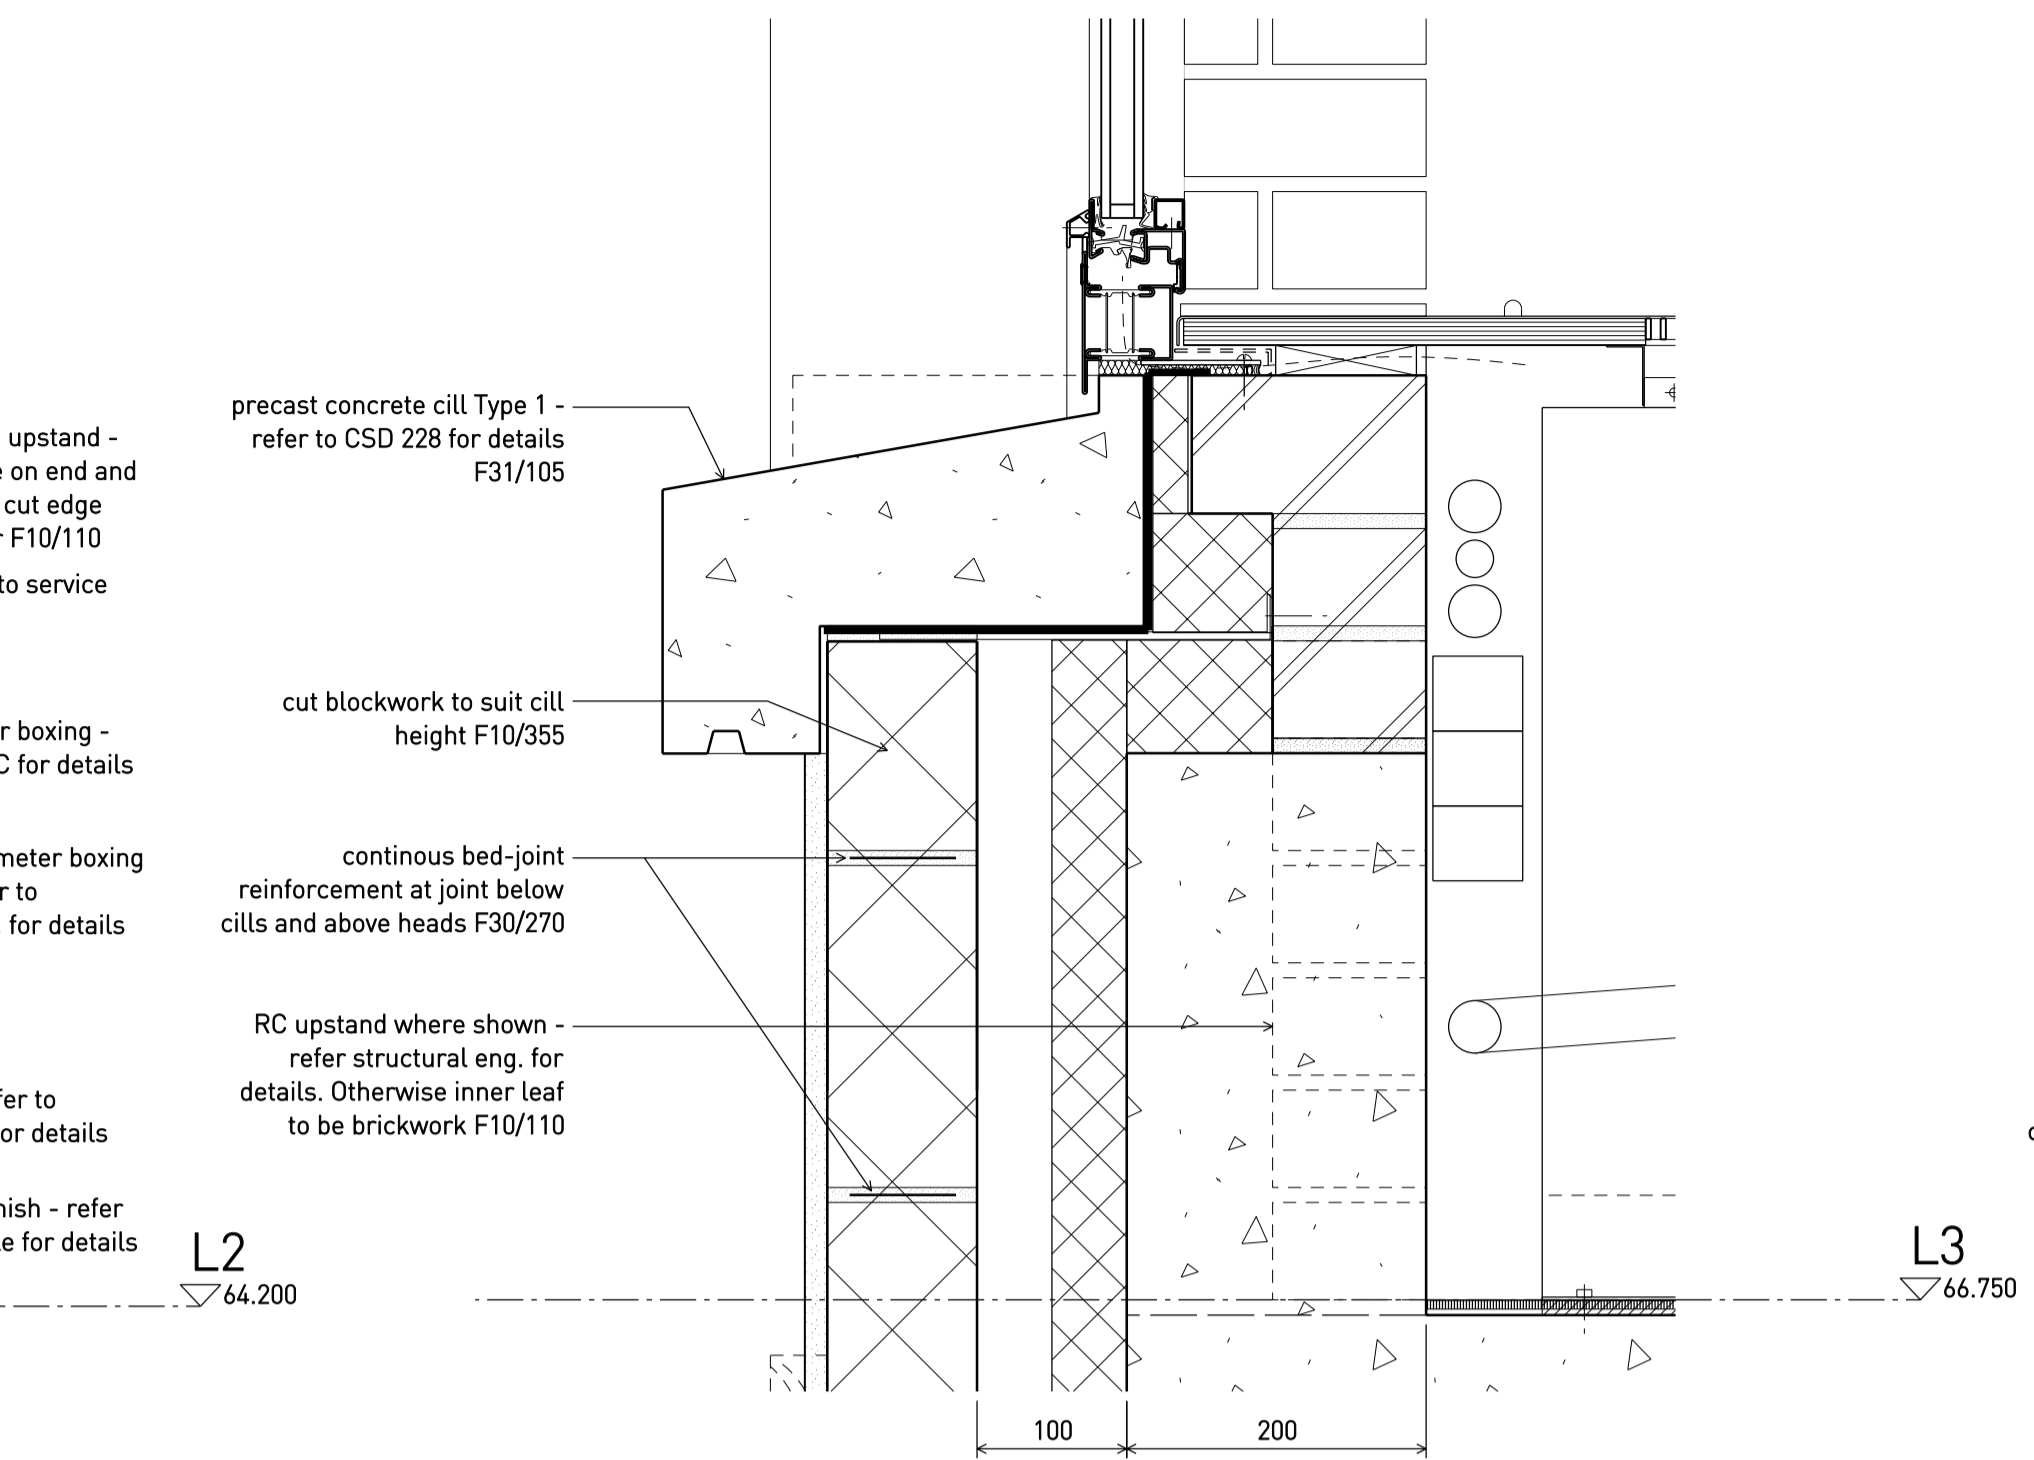 upstand -
on end and
cut edge
F10/110
to service
boxing -
for details
meter boxing
to
for details
to
details
- refer
for details
L2
64.200
precast concrete cill Type 1 -
refer to CSD 228 for details
F31/105
cut blockwork to suit cill
height F10/355
continous bed-joint
reinforcement at joint below
cills and above heads F30/270
RC upstand where shown -
refer structural eng. for
details. Otherwise inner leaf
to be brickwork F10/110
L3
66.750
100
200